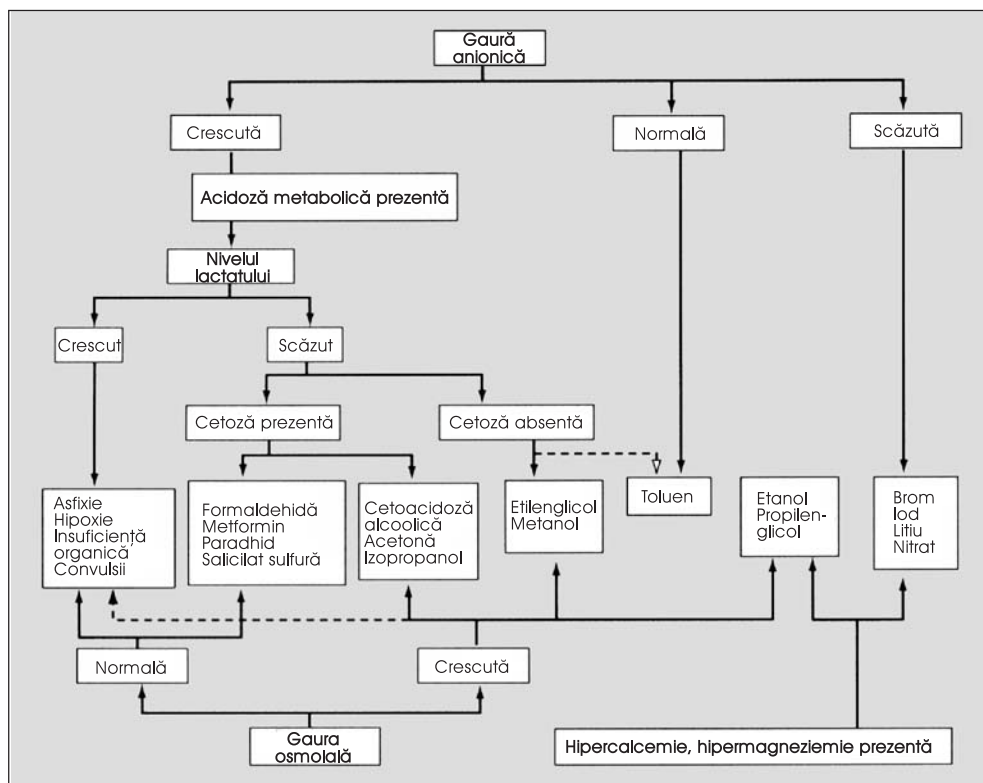 Gaură
anionică
Crescută
Normală
Scăzută
Acidoză metabolică prezentă
Nivelul
lactatului
Crescut
Scăzut
Cetoză prezentă
Cetoză absentă
Asfixie
Hipoxie
Insuficienţă
organică
Convulsii
Formaldehidă
Metformin
Paradhid
Salicilat sulfură
Cetoacidoză
alcoolică
Acetonă
Izopropanol
Etilenglicol
Metanol
Toluen
Etanol
Propilen-
glicol
Brom
Iod
Litiu
Nitrat
Normală
Crescută
Gaura
osmolală
Hipercalcemie, hipermagneziemie prezentă